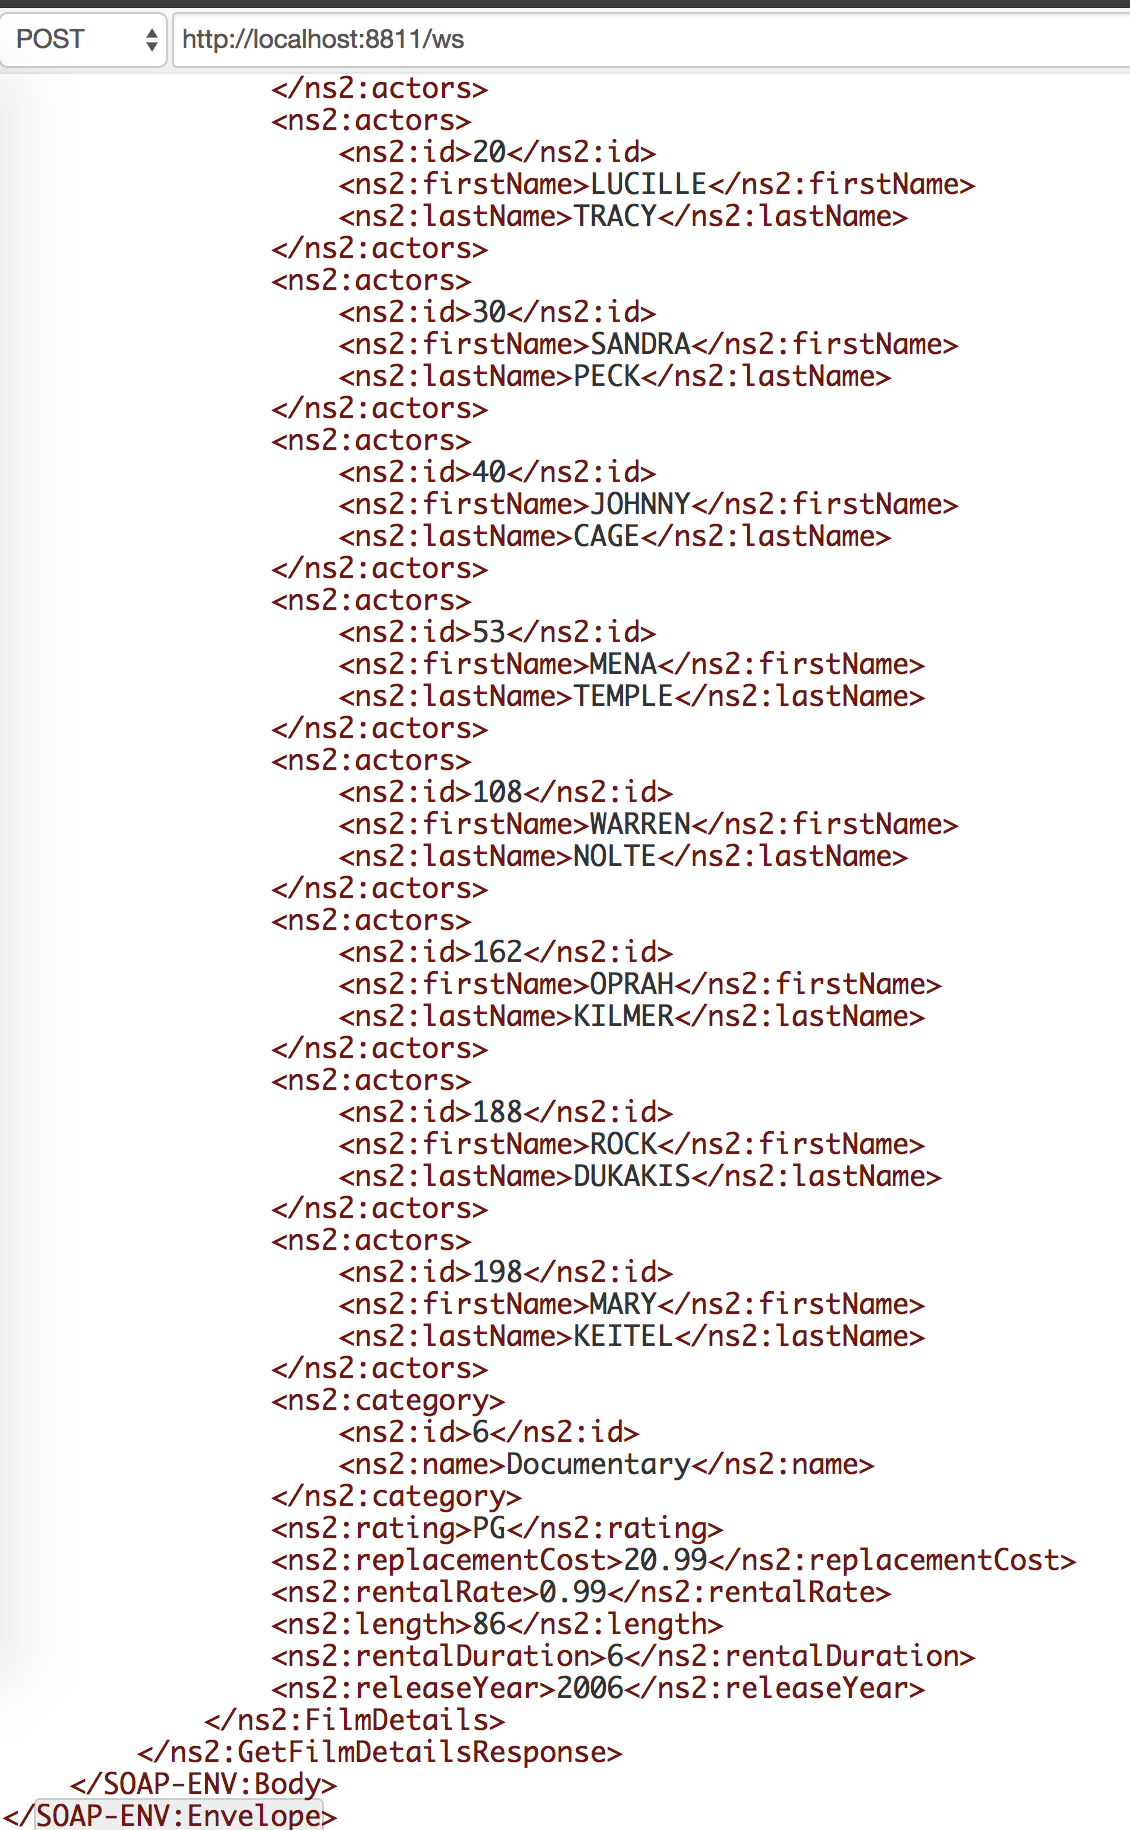 POST http://localhost:8811/ws
</ns2:actors>
<ns2:actors>
<ns2:id>20</ns2:id>
<ns2:firstName>LUCILLE</ns2:firstName>
<ns2:lastName>TRACY</ns2:lastName>
</ns2:actors>
<ns2:actors>
<ns2:id>30</ns2:id>
<ns2:firstName>SANDRA</ns2:firstName>
<ns2:lastName>PECK</ns2:lastName>
</ns2:actors>
<ns2:actors>
<ns2:id>40</ns2:id>
<ns2:firstName>JOHNNY</ns2:firstName>
<ns2:lastName>CAGE</ns2:lastName>
</ns2:actors>
<ns2:actors>
<ns2:id>53</ns2:id>
<ns2:firstName>MENA</ns2:firstName>
<ns2:lastName>TEMPLE</ns2:lastName>
</ns2:actors>
<ns2:actors>
<ns2:id>108</ns2:id>
<ns2:firstName>WARREN</ns2:firstName>
<ns2:lastName>NOLTE</ns2:lastName>
</ns2:actors>
<ns2:actors>
<ns2:id>162</ns2:id>
<ns2:firstName>OPRAH</ns2:firstName>
<ns2:lastName>KILMER</ns2:lastName>
</ns2:actors>
<ns2:actors>
<ns2:id>188</ns2:id>
<ns2:firstName>ROCK</ns2:firstName>
<ns2:lastName>DUKAKIS</ns2:lastName>
</ns2:actors>
<ns2:actors>
<ns2:id>198</ns2:id>
<ns2:firstName>MARY</ns2:firstName>
<ns2:lastName>KEITEL</ns2:lastName>
</ns2:actors>
<ns2:category>
<ns2:id>6</ns2:id>
<ns2:name>Documentary</ns2:name>
</ns2:category>
<ns2:rating>PG</ns2:rating>
<ns2:replacementCost>20.99</ns2:replacementCost>
<ns2:rentalRate>0.99</ns2:rentalRate>
<ns2:length>86</ns2:length>
<ns2:rentalDuration>6</ns2:rentalDuration>
<ns2:releaseYear>2006</ns2:releaseYear>
</ns2:FilmDetails>
</ns2:GetFilmDetailsResponse>
</SOAP-ENV:Body>
</SOAP-ENV:Envelope>